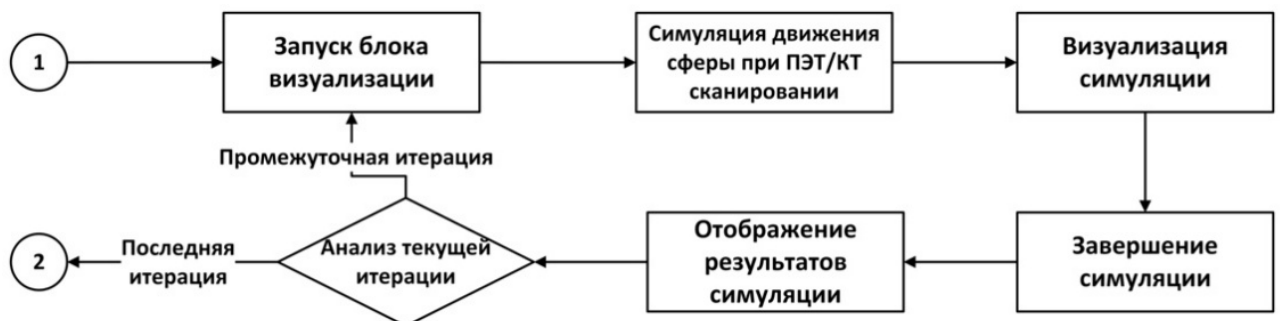 1
Запуск блока
визуализации
Симуляция движения
сферы при ПЭТ/КТ
сканировании
Визуализация
симуляции
Промежуточная итерация
2
Последняя
итерация
Анализ текущей
итерации
Отображение
результатов
симуляции
Завершение
симуляции